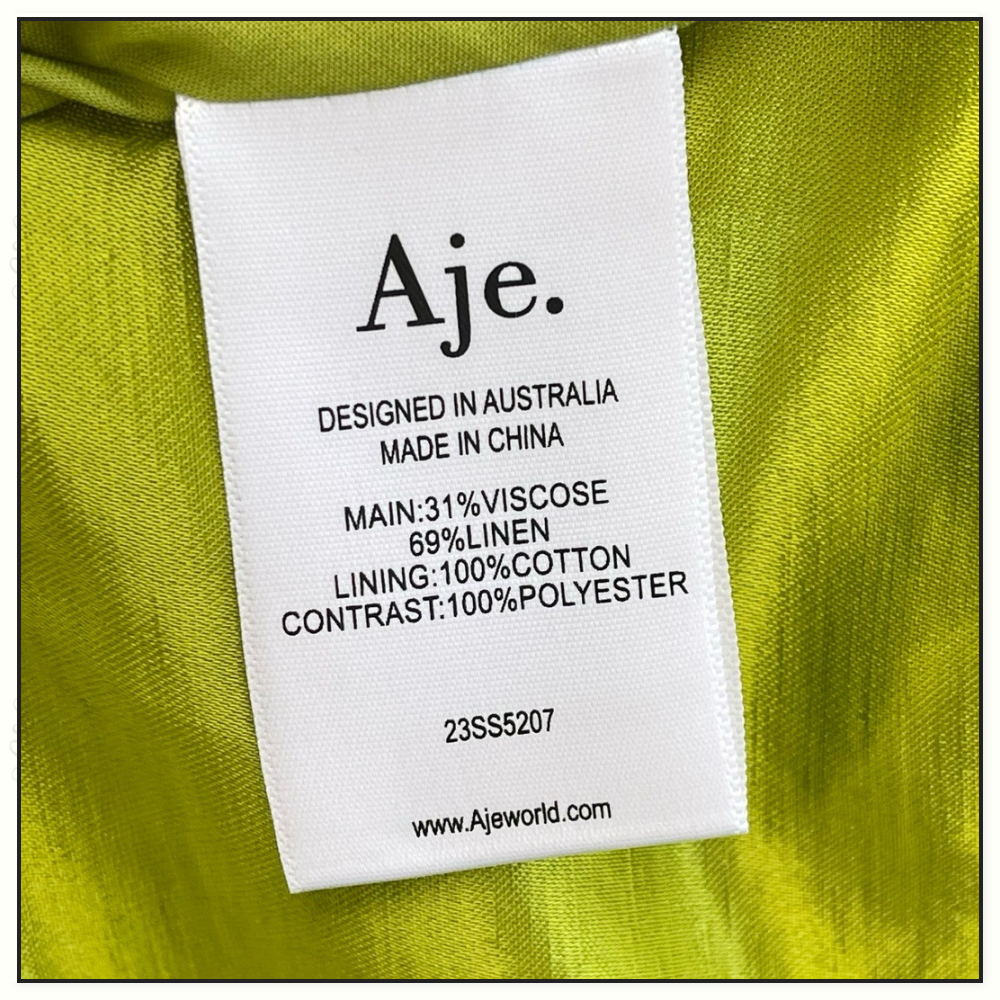 Aje.
DESIGNED IN AUSTRALIA
MADE IN CHINA
MAIN:31%VISCOSE
69%LINEN
LINING:100%COTTON
CONTRAST:100%POLYESTER
23SS5207
www.Ajeworld.com